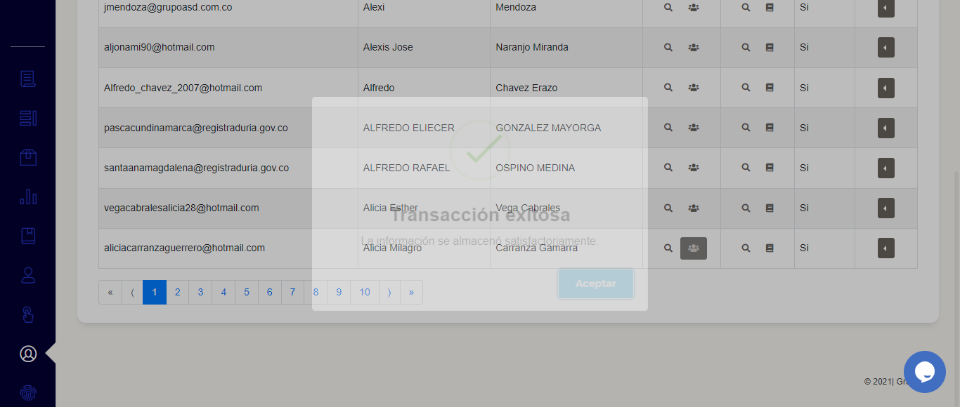 jmendoza@grupoasd.com.co Alexi Mendoza Si
aljonami90@hotmail.com Alexis Jose Naranjo Miranda Si
Alfredo_chavez_2007@hotmail.com Alfredo Chavez Erazo Si
pascacundinamarca@registraduria.gov.co ALFREDO ELIECER GONZALEZ MAYORGA Si
santaanamagdalena@registraduria.gov.co ALFREDO RAFAEL OSPINO MEDINA Si
vegacabralesalicia28@hotmail.com Alicia Esther Vega Cabrales Si
Transacción exitosa
La información se almacenó satisfactoriamente.
aliciacarranzaguerrero@hotmail.com Alicia Milagro Carranza Gamarra Si
Aceptar
« ⟨ 1 2 3 4 5 6 7 8 9 10 ⟩ »
© 2021|